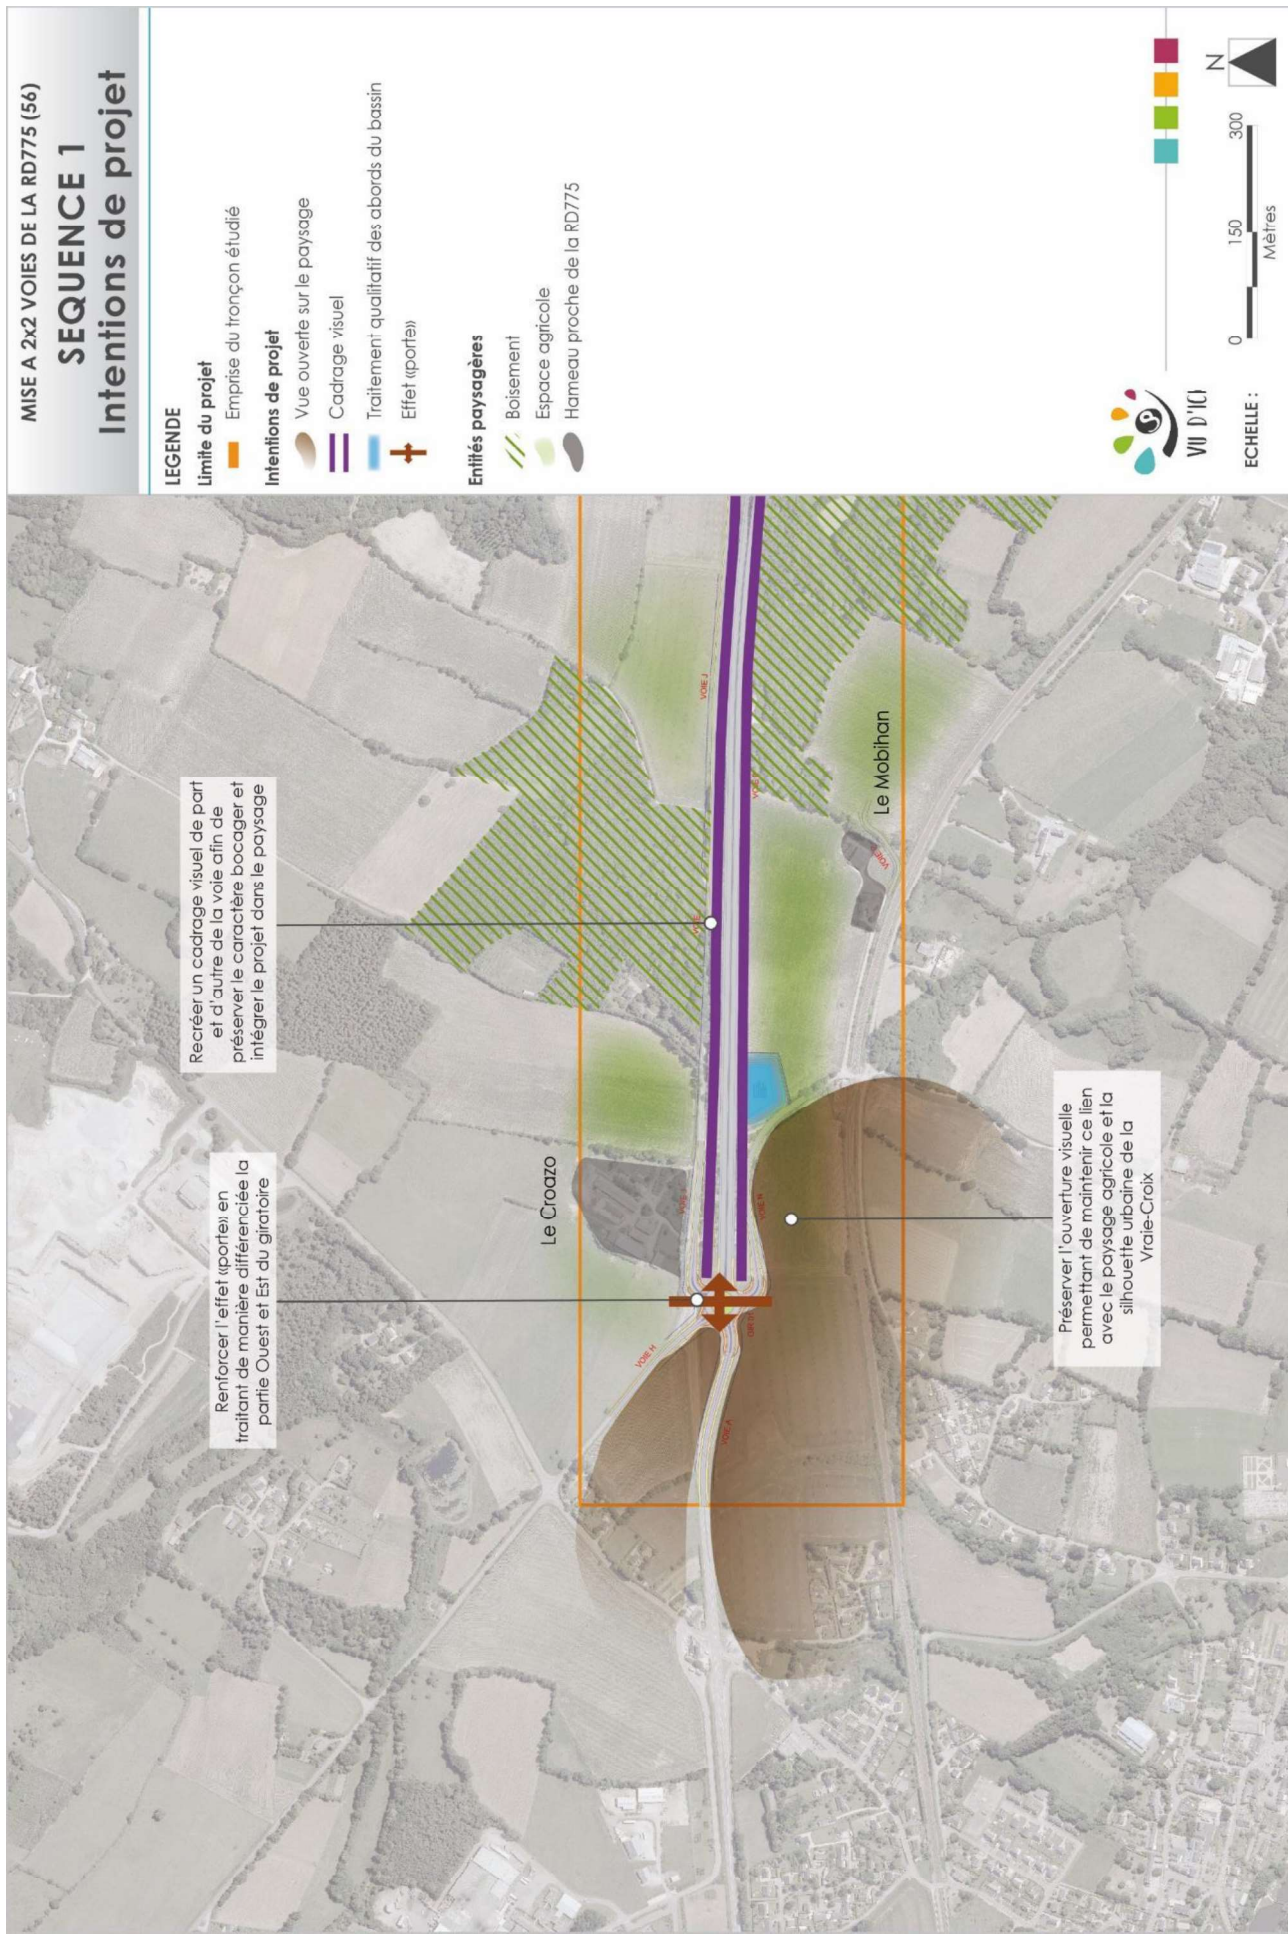 MISE A 2x2 VOIES DE LA RD775 (56)
SEQUENCE 1
Intentions de projet
LEGENDE
Limite du projet
Emprise du tronçon étudié
Intentions de projet
Vue ouverte sur le paysage
Cadrage visuel
Traitement qualitatif des abords du bassin
Effet «porte»
Entités paysagères
Boisement
Espace agricole
Hameau proche de la RD775
VU D'ICI
ECHELLE :
0
150
300
Mètres
N
Renforcer l'effet «porte» en
traitant de manière différenciée la
partie Ouest et Est du giratoire
Recréer un cadrage visuel de part
et d'autre de la voie afin de
préserver le caractère bocager et
intégrer le projet dans le paysage
Le Croazo
VOIE H
VOIE J
VOIE
VOIE A
VOIE N
Le Mobihan
Préserver l'ouverture visuelle
permettant de maintenir ce lien
avec le paysage agricole et la
silhouette urbaine de la
Vraie-Croix